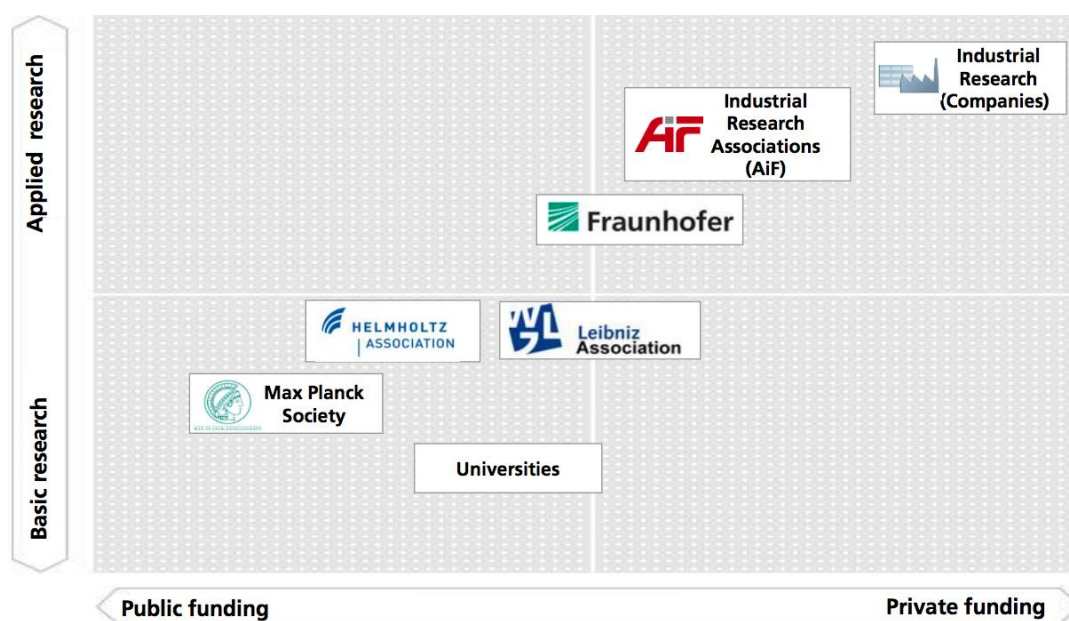 Applied research
Basic research
Industrial
Research
(Companies)
AiF
Industrial
Research
Associations
(AiF)
Fraunhofer
HELMHOLTZ
ASSOCIATION
WGL
Leibniz
Association
Max Planck
Society
Universities
Public funding
Private funding